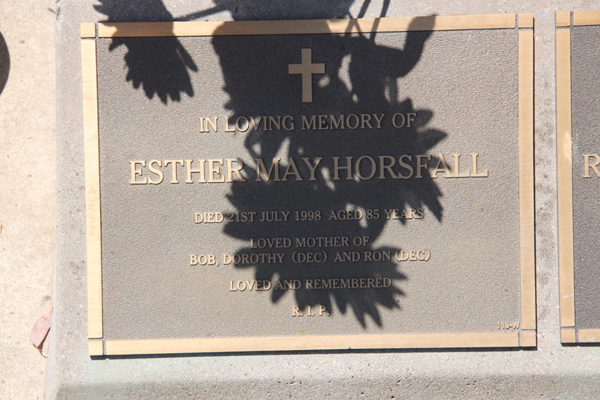 IN LOVING MEMORY OF
ESTHER MAY HORSFALL
DIED 21ST JULY 1998 AGED 85 YEARS
LOVED MOTHER OF
BOB, DOROTHY (DEC) AND RON (DEC)
LOVED AND REMEMBERED
R. I. P.
R